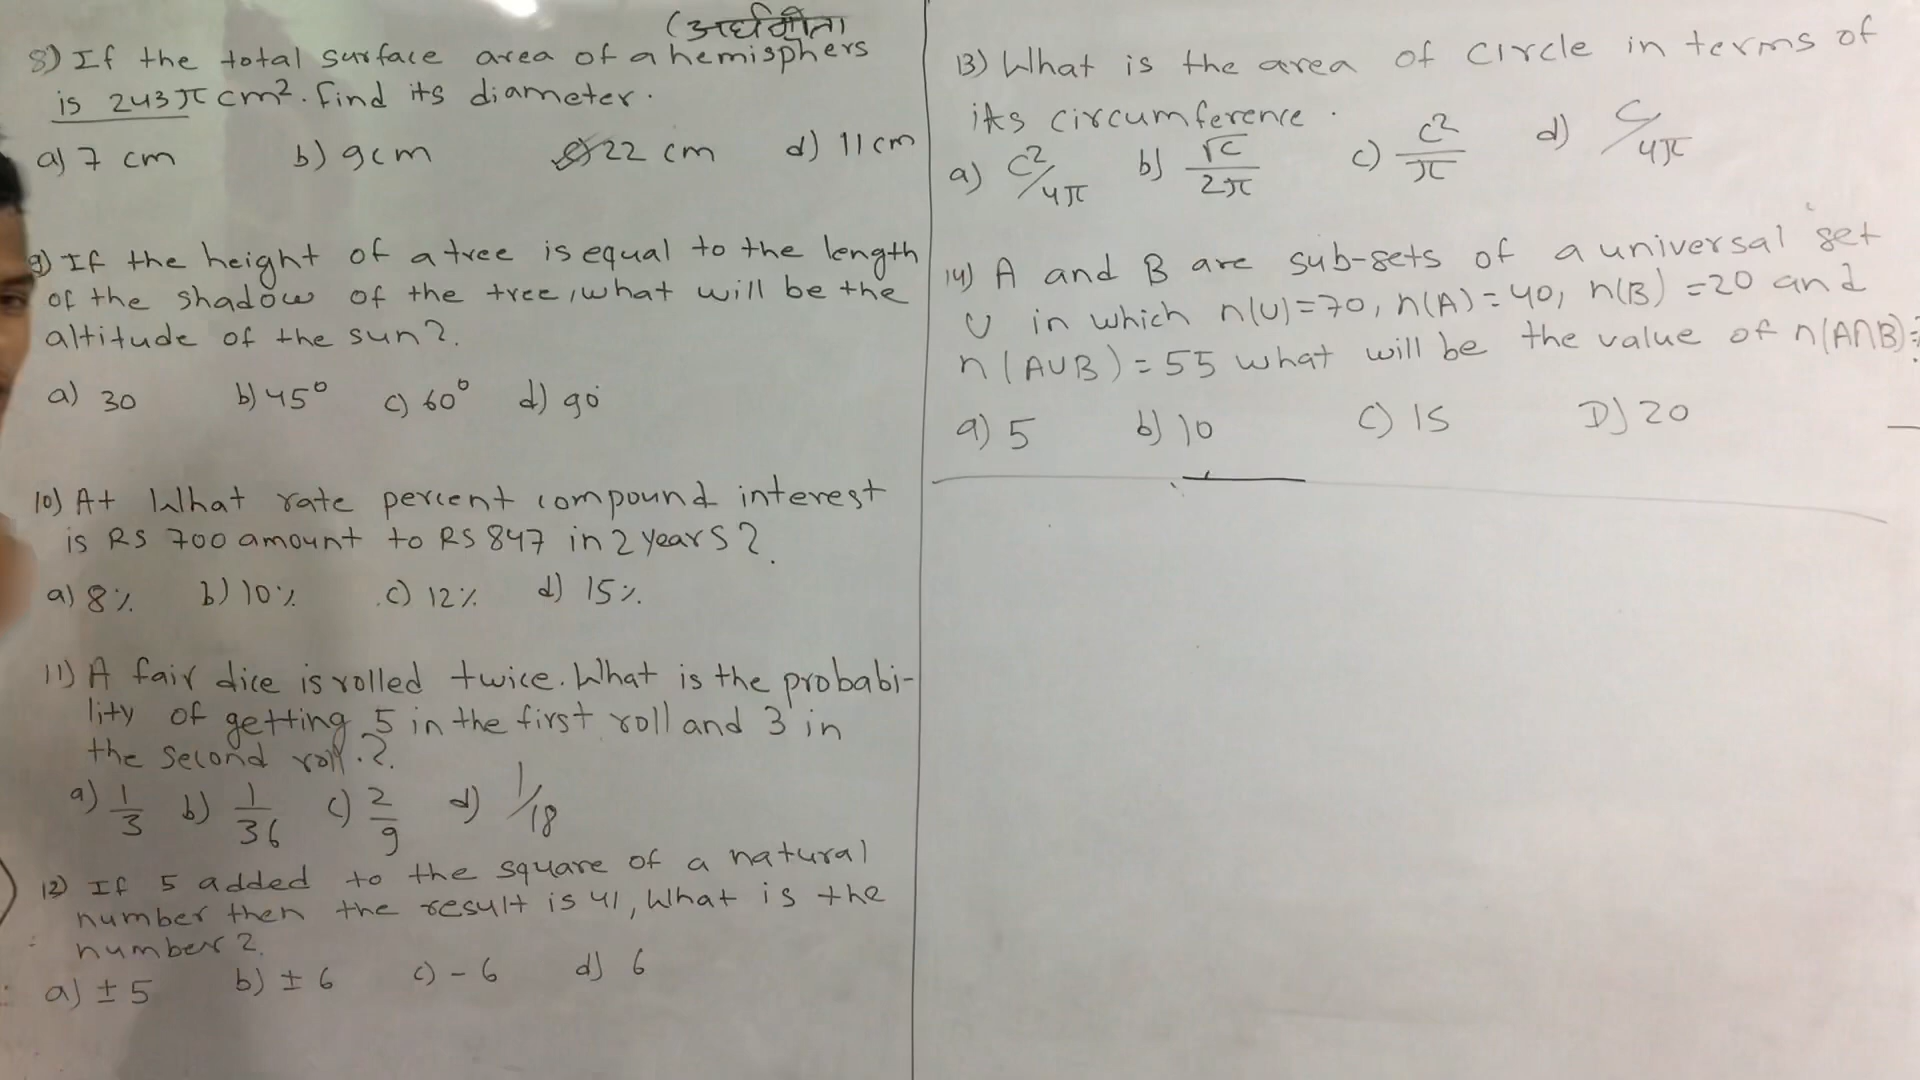 (अर्धगोला
8) If the total surface area of a hemisphers
is 243π cm². find its diameter.
a) 7 cm b) 9cm c) 22 cm d) 11cm
9) If the height of a tree is equal to the length
of the shadow of the tree, what will be the
altitude of the sun?.
a) 30 b) 45° c) 60° d) 90°
10) At What rate percent compound interest
is RS 700 amount to RS 847 in 2 years?
a) 8% b) 10% c) 12% d) 15%.
11) A fair dice is rolled twice. What is the probabi-
lity of getting 5 in the first roll and 3 in
the second roll.?.
a) 1/3 b) 1/36 c) 2/9 d) 1/18
12) If 5 added to the square of a natural
number then the result is 41, What is the
number?.
a) ±5 b) ±6 c) -6 d) 6
13) What is the area of circle in terms of
its circumference.
a) c²/4π b) √c/2π c) c²/π d) c/4π
14) A and B are sub-sets of a universal set
U in which n(U)=70, n(A)=40, n(B)=20 and
n(AUB)=55 what will be the value of n(A∩B)=?
a) 5 b) 10 c) 15 D) 20